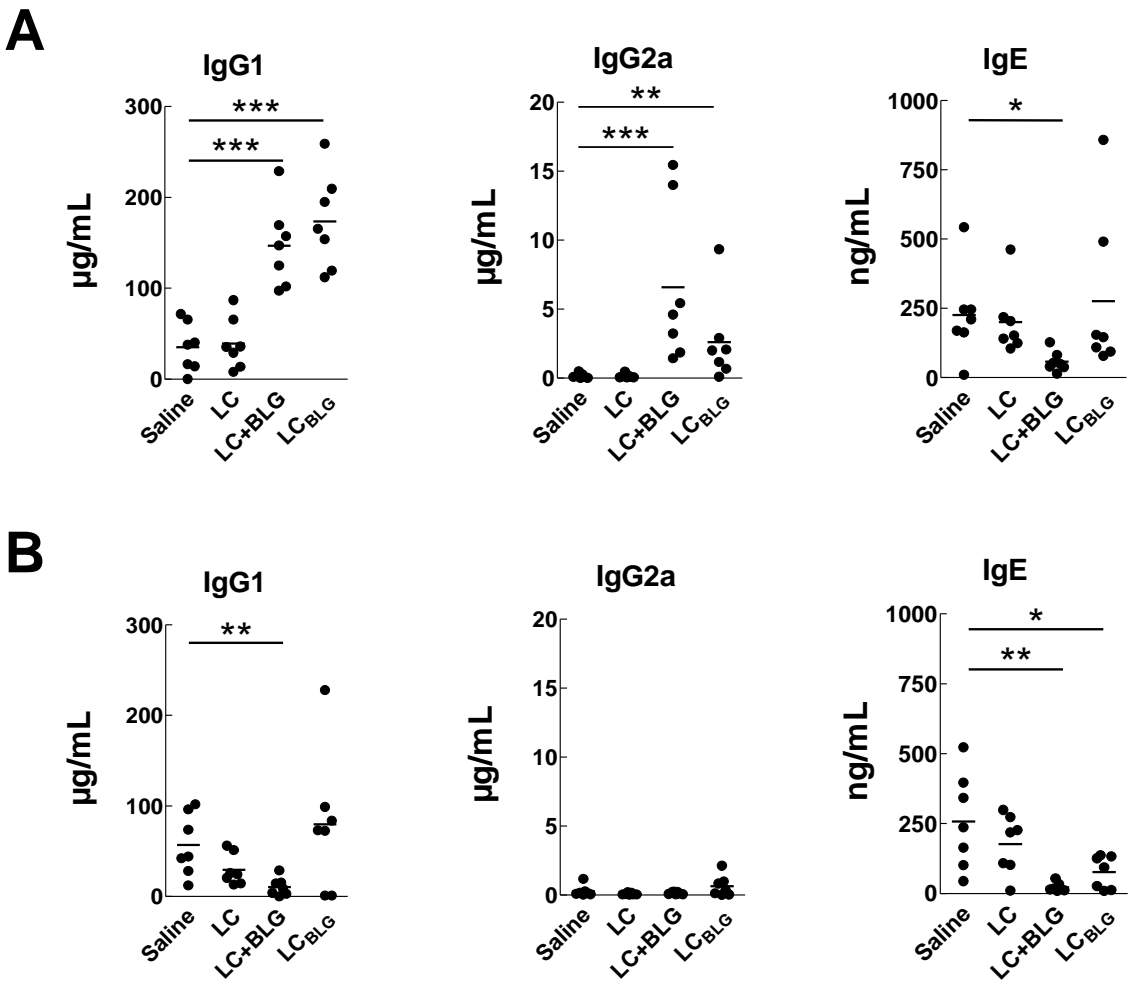 A
IgG1
300
200
100
0
µg/mL
***
***
Saline
LC
LC+BLG
LCBLG
IgG2a
20
15
10
5
0
µg/mL
**
***
Saline
LC
LC+BLG
LCBLG
IgE
1000
750
500
250
0
ng/mL
*
Saline
LC
LC+BLG
LCBLG
B
IgG1
300
200
100
0
µg/mL
**
Saline
LC
LC+BLG
LCBLG
IgG2a
20
15
10
5
0
µg/mL
Saline
LC
LC+BLG
LCBLG
IgE
1000
750
500
250
0
ng/mL
*
**
Saline
LC
LC+BLG
LCBLG